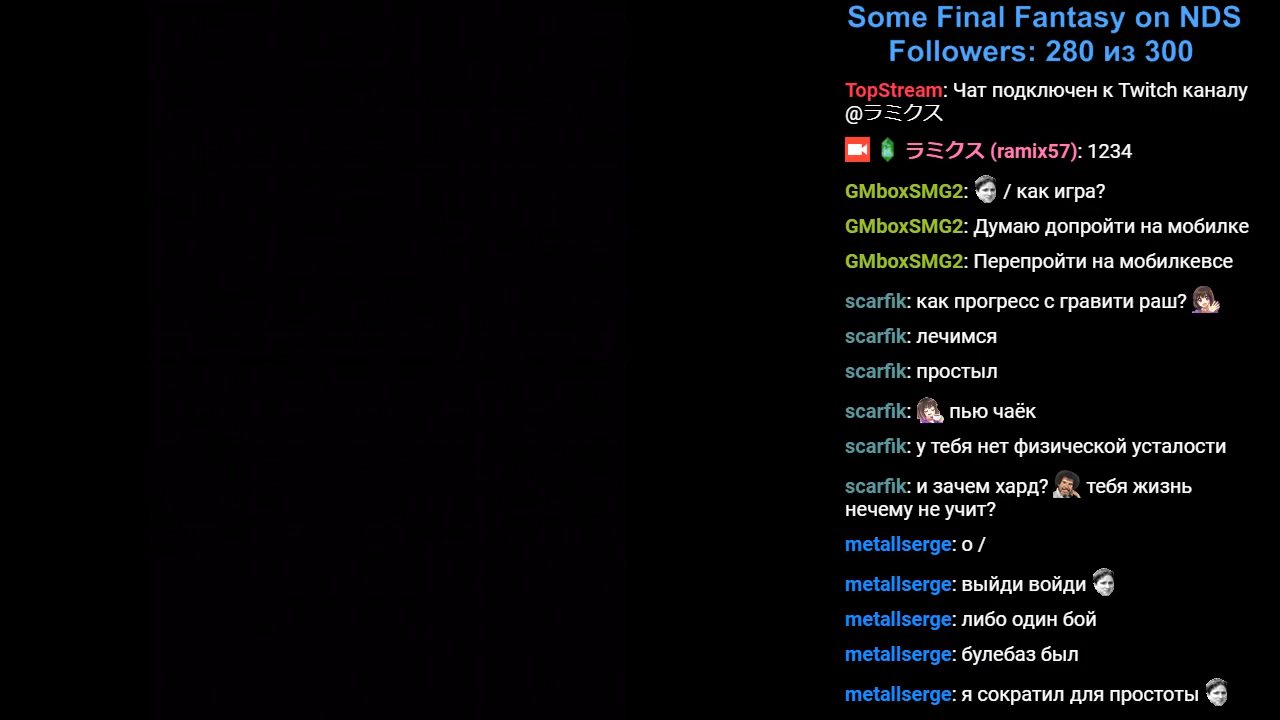 Some Final Fantasy on NDS
Followers: 280 из 300
TopStream: Чат подключен к Twitch каналу
@ラミクス
ラミクス (ramix57): 1234
GMboxSMG2: / как игра?
GMboxSMG2: Думаю допройти на мобилке
GMboxSMG2: Перепройти на мобилкевсе
scarfik: как прогресс с гравити раш?
scarfik: лечимся
scarfik: простыл
scarfik: пью чаёк
scarfik: у тебя нет физической усталости
scarfik: и зачем хард? тебя жизнь
нечему не учит?
metallserge: o /
metallserge: выйди войди
metallserge: либо один бой
metallserge: булебаз был
metallserge: я сократил для простоты